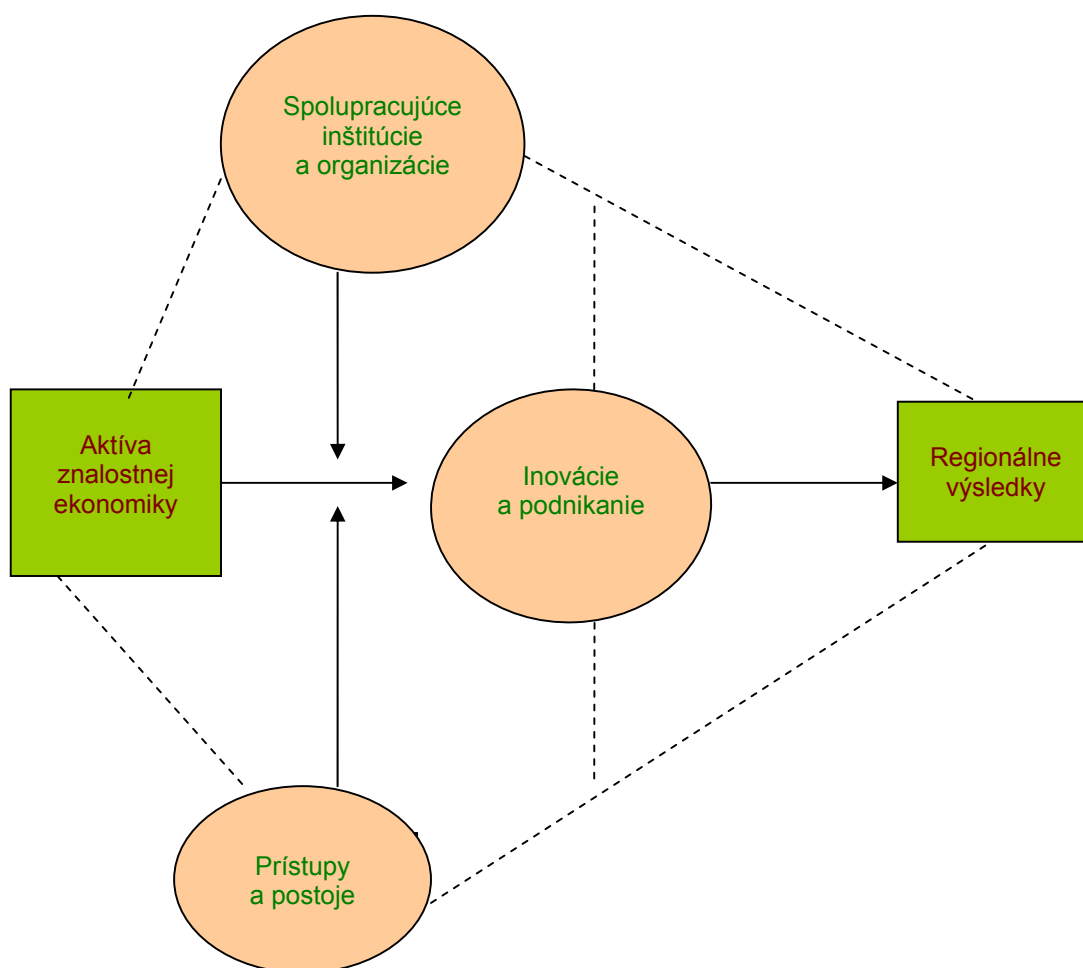 Spolupracujúce
inštitúcie
a organizácie
Aktíva
znalostnej
ekonomiky
Inovácie
a podnikanie
Regionálne
výsledky
Prístupy
a postoje